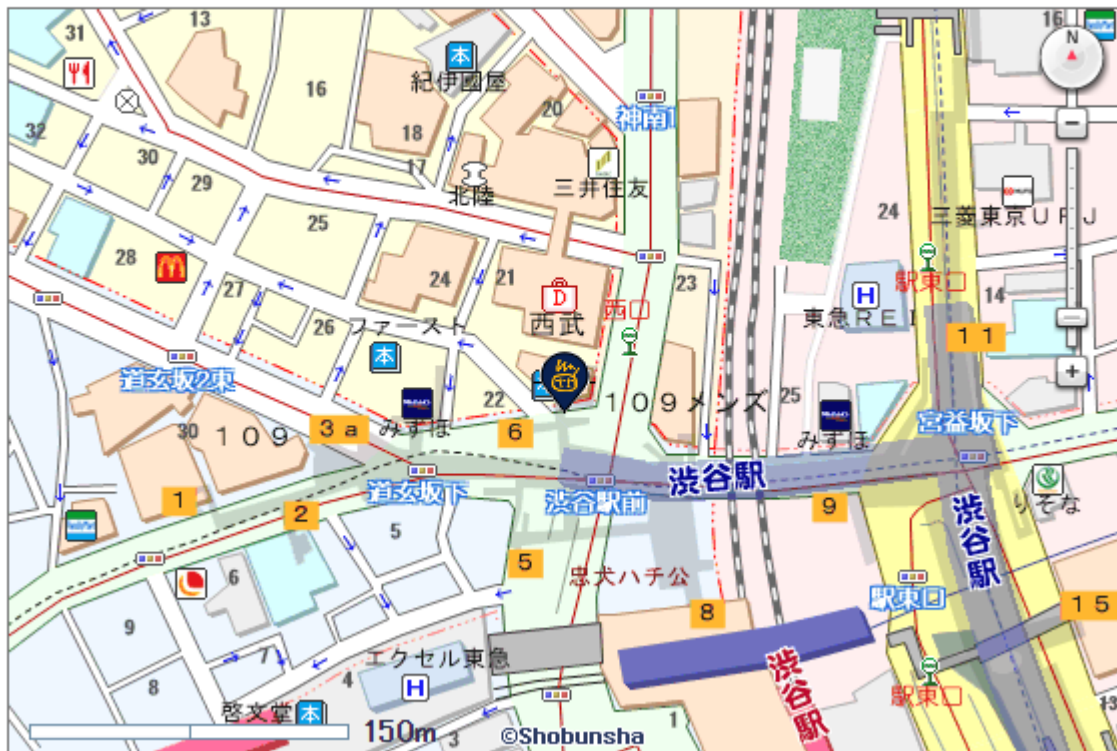 31
13
16
N
32
30
16
紀伊國屋
本
20
神南1
18
17
29
北陸
三井住友
24
三菱東京ＵＦＪ
25
28
27
24
21
D
西武
西口
23
駅東口
H
東急ＲＥＩ
14
１１
26
ファースト
本
道玄坂2東
22
１０９メンズ
25
30
１０９
３ａ
みずほ
６
みずほ
宮益坂下
道玄坂下
渋谷駅前
渋谷駅
９
りそな
１
２
5
５
渋谷駅
6
忠犬ハチ公
８
駅東口
１５
9
7
8
エクセル東急
H
4
渋谷駅
駅東口
啓文堂
本
3
1
13
150m
©Shobunsha